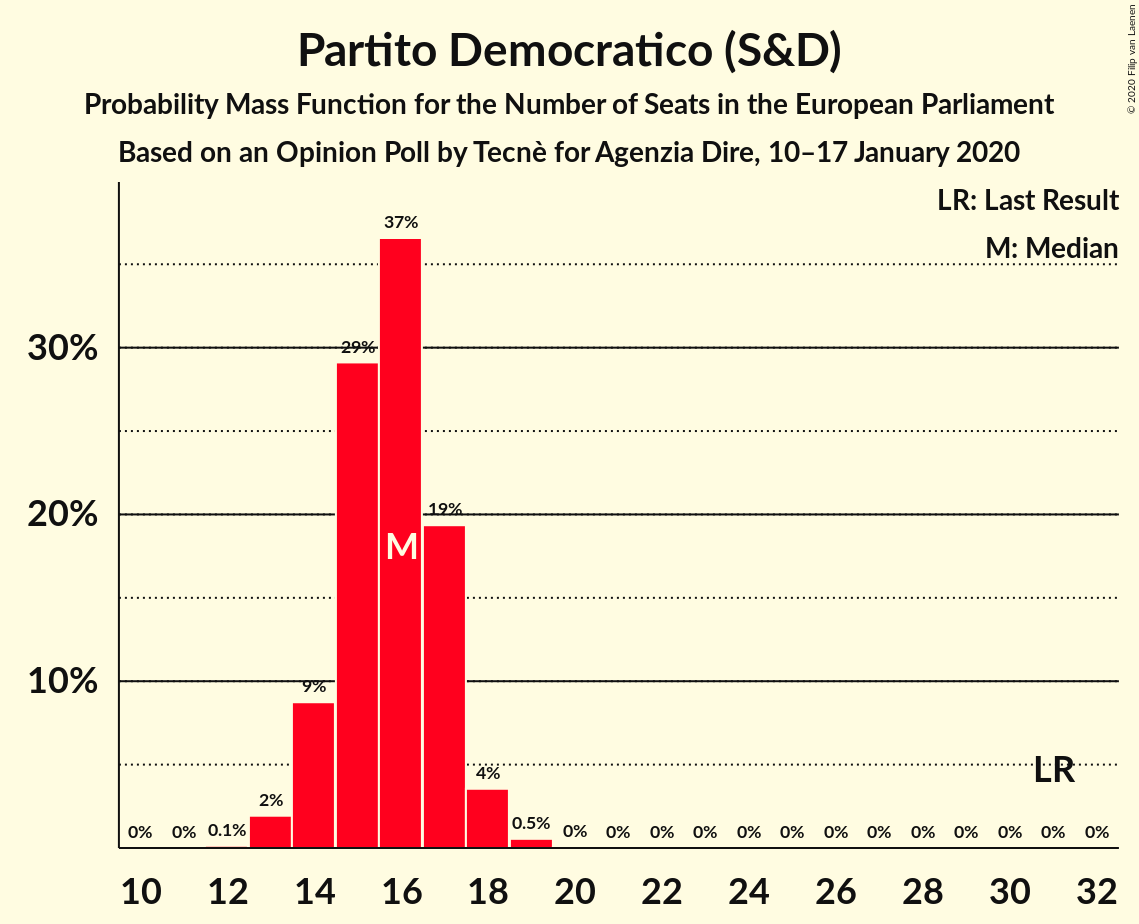 Partito Democratico (S&D)
Probability Mass Function for the Number of Seats in the European Parliament
Based on an Opinion Poll by Tecnè for Agenzia Dire, 10–17 January 2020
© 2020 Filip van Laenen
LR: Last Result
M: Median
37%
30%
29%
20%
19%
M
10%
9%
LR
4%
2%
0% 0% 0.1% 0.5% 0% 0% 0% 0% 0% 0% 0% 0% 0% 0% 0% 0% 0%
10 12 14 16 18 20 22 24 26 28 30 32